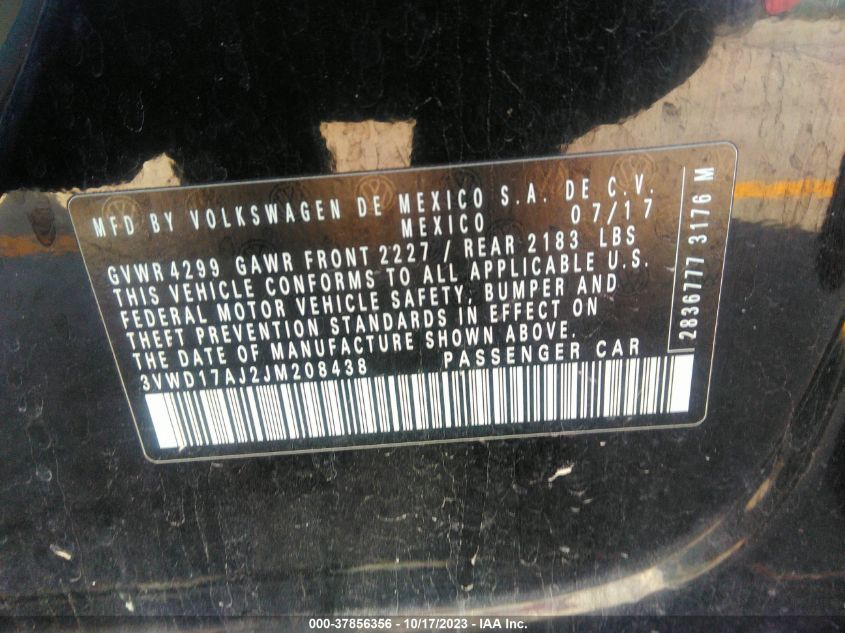 MFD BY VOLKSWAGEN DE MEXICO S.A. DE C.V.
MEXICO 07/17
GVWR 4299 GAWR FRONT 2227 / REAR 2183 LBS
THIS VEHICLE CONFORMS TO ALL APPLICABLE U.S.
FEDERAL MOTOR VEHICLE SAFETY, BUMPER AND
THEFT PREVENTION STANDARDS IN EFFECT ON
THE DATE OF MANUFACTURE SHOWN ABOVE.
3VWD17AJ2JM208438 PASSENGER CAR
2836777 3176 M
000-37856356 - 10/17/2023 - IAA Inc.